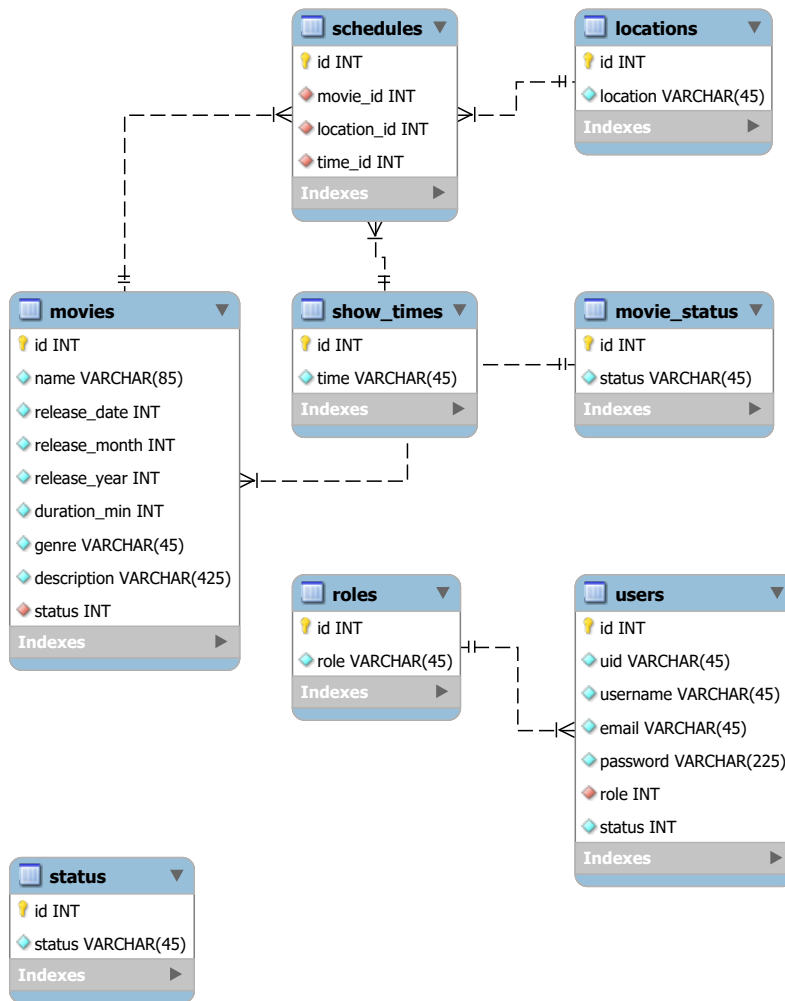 schedules
id INT
movie_id INT
location_id INT
time_id INT
Indexes
locations
id INT
location VARCHAR(45)
Indexes
movies
id INT
name VARCHAR(85)
release_date INT
release_month INT
release_year INT
duration_min INT
genre VARCHAR(45)
description VARCHAR(425)
status INT
Indexes
show_times
id INT
time VARCHAR(45)
Indexes
movie_status
id INT
status VARCHAR(45)
Indexes
roles
id INT
role VARCHAR(45)
Indexes
users
id INT
uid VARCHAR(45)
username VARCHAR(45)
email VARCHAR(45)
password VARCHAR(225)
role INT
status INT
Indexes
status
id INT
status VARCHAR(45)
Indexes